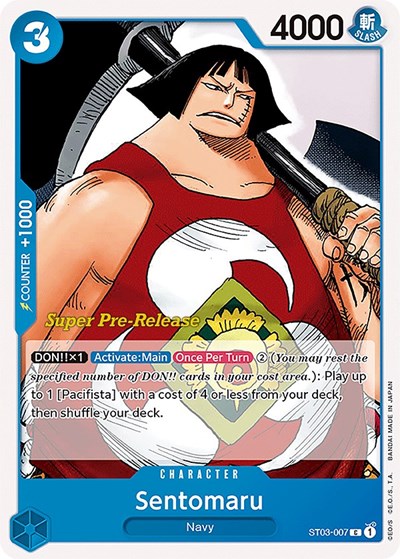 3
4000
斬
SLASH
COUNTER +1000
Super Pre-Release
DON!!×1 Activate:Main Once Per Turn ② (You may rest the
specified number of DON!! cards in your cost area.): Play up
to 1 [Pacifista] with a cost of 4 or less from your deck,
then shuffle your deck.
CHARACTER
Sentomaru
Navy
ST03-007 C 1
©E.O/S ©E.O./S., T.A. BANDAI MADE IN JAPAN